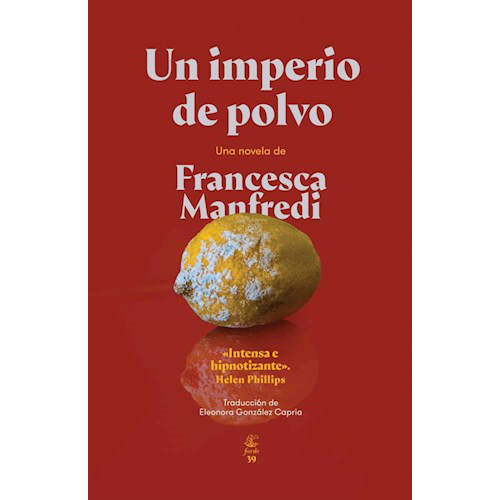 Un imperio
de polvo
Una novela de
Francesca
Manfredi
«Intensa e
hipnotizante».
Helen Phillips
Traducción de
Eleonora González Capria
fiordo
39